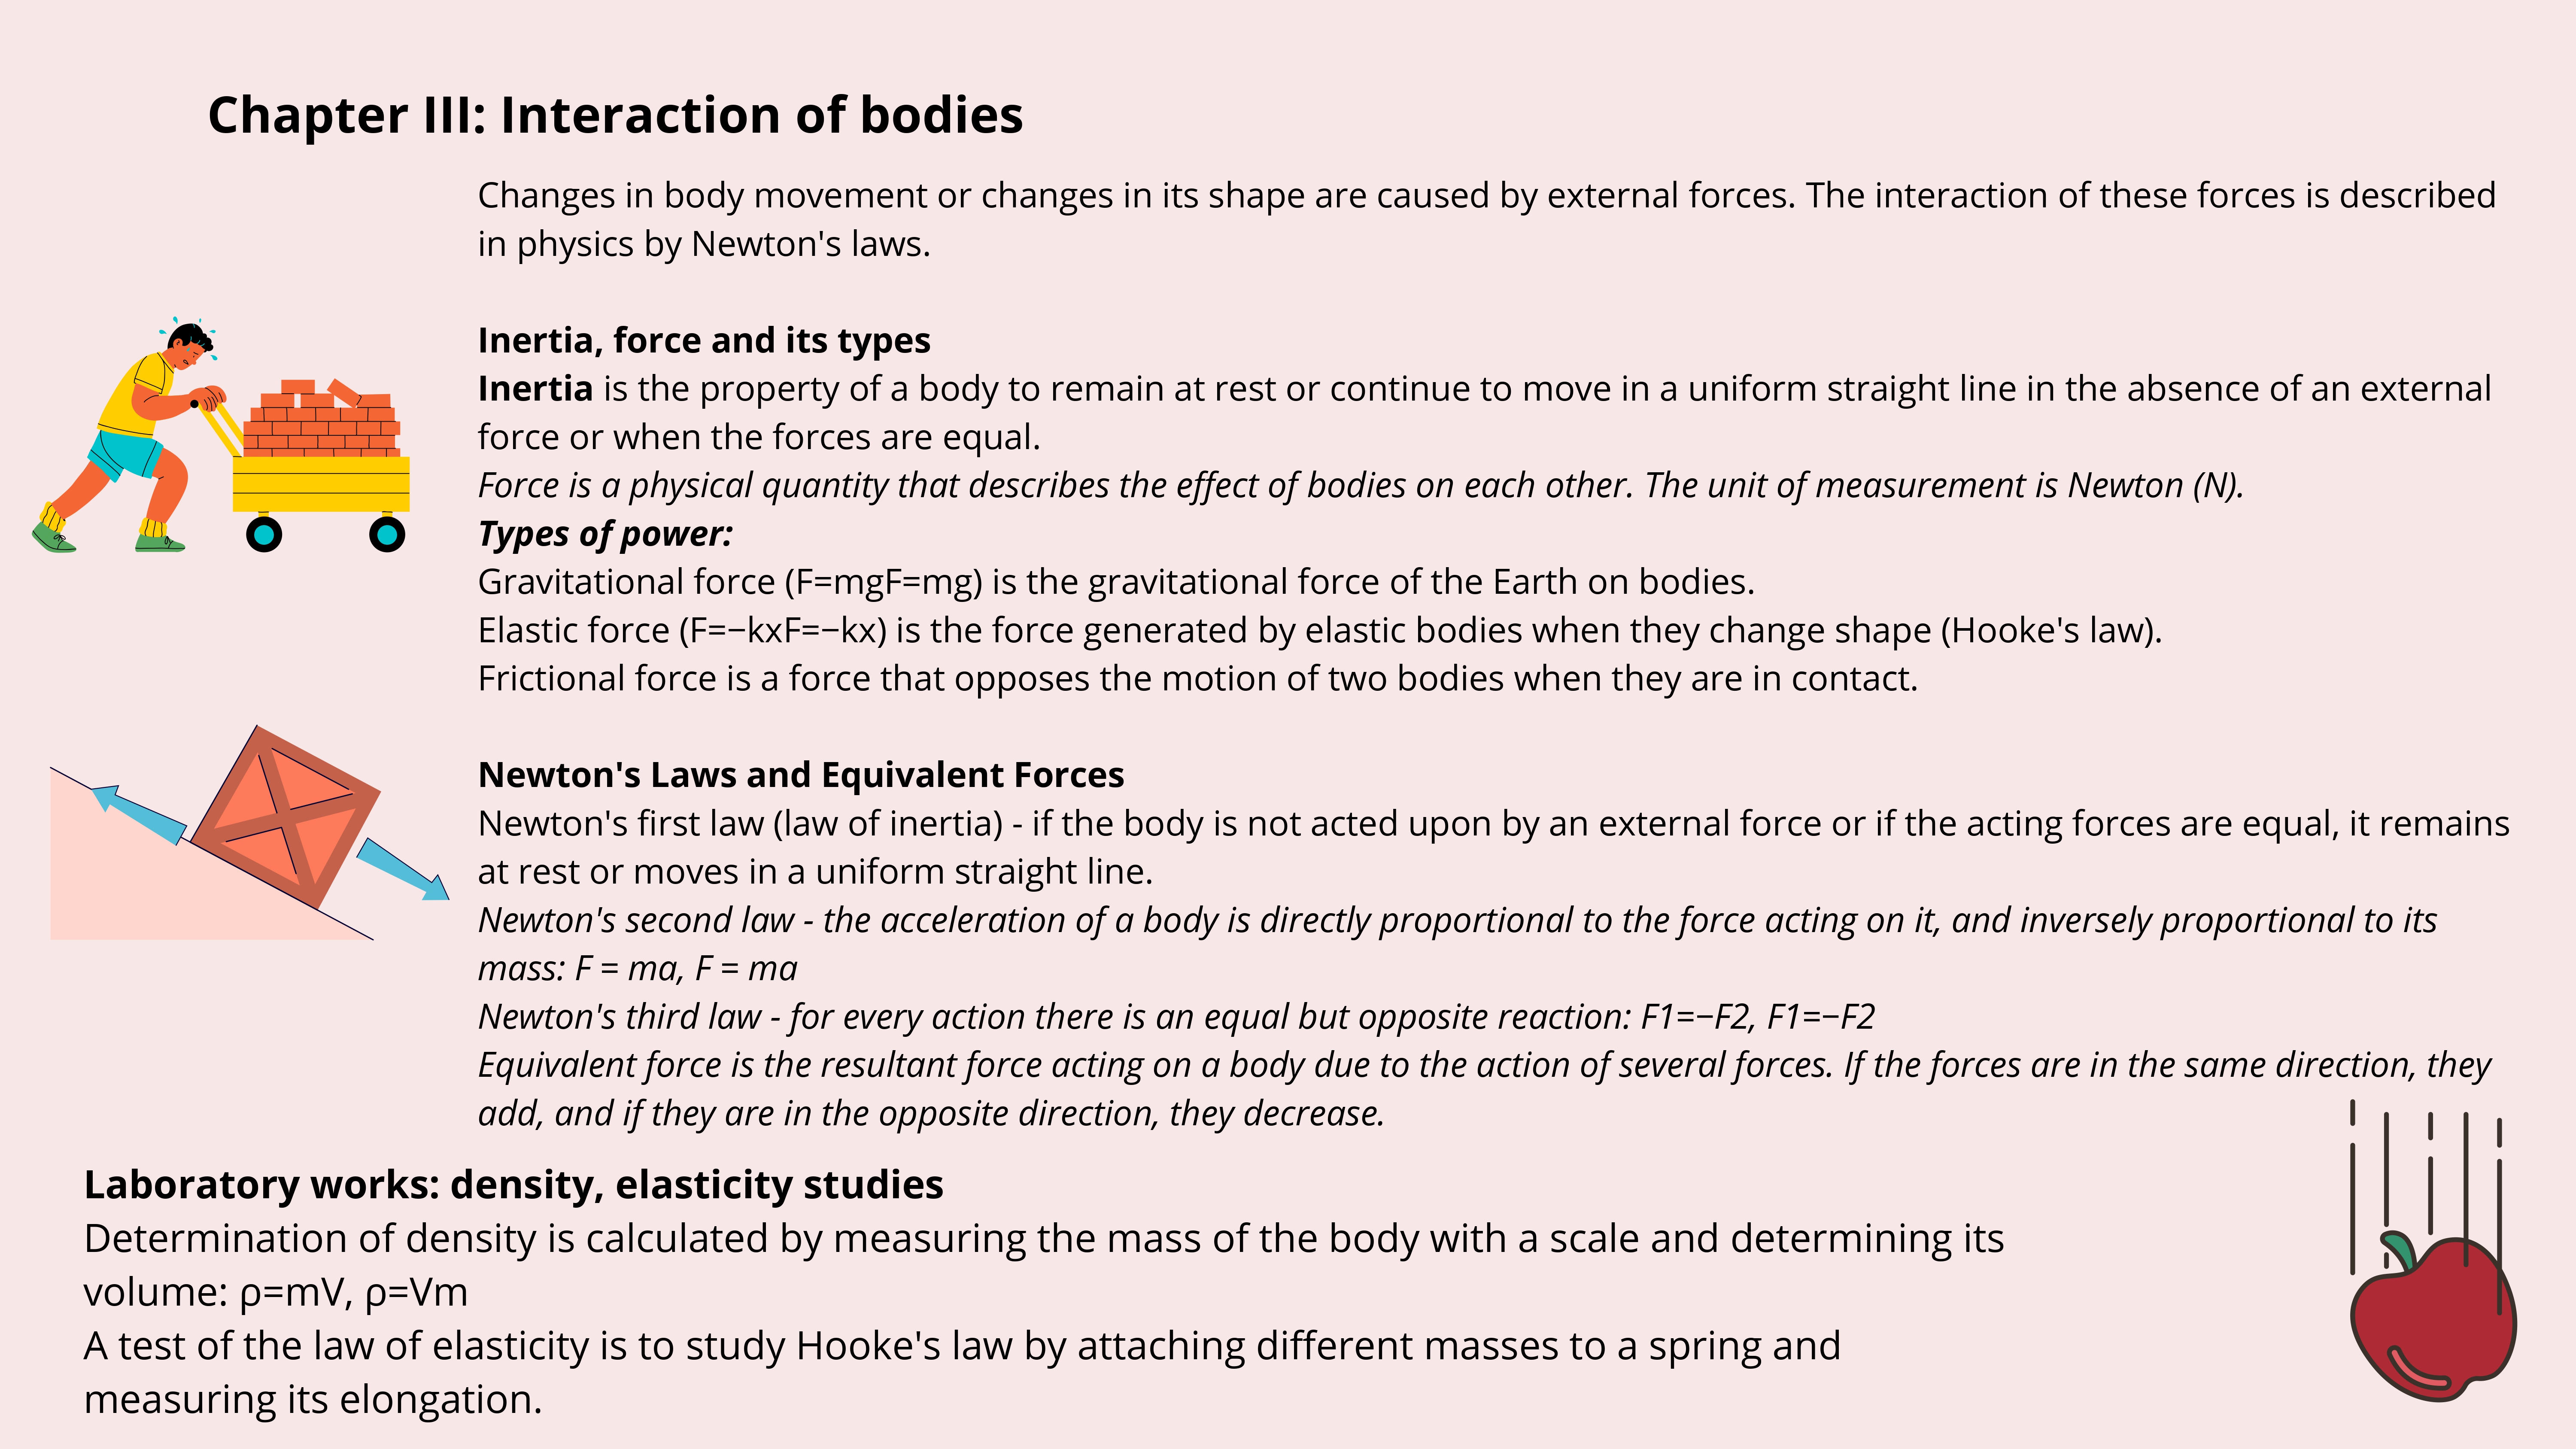 Chapter III: Interaction of bodies
Changes in body movement or changes in its shape are caused by external forces. The interaction of these forces is described
in physics by Newton's laws.
Inertia, force and its types
Inertia is the property of a body to remain at rest or continue to move in a uniform straight line in the absence of an external
force or when the forces are equal.
Force is a physical quantity that describes the effect of bodies on each other. The unit of measurement is Newton (N).
Types of power:
Gravitational force (F=mgF=mg) is the gravitational force of the Earth on bodies.
Elastic force (F=−kxF=−kx) is the force generated by elastic bodies when they change shape (Hooke's law).
Frictional force is a force that opposes the motion of two bodies when they are in contact.
Newton's Laws and Equivalent Forces
Newton's first law (law of inertia) - if the body is not acted upon by an external force or if the acting forces are equal, it remains
at rest or moves in a uniform straight line.
Newton's second law - the acceleration of a body is directly proportional to the force acting on it, and inversely proportional to its
mass: F = ma, F = ma
Newton's third law - for every action there is an equal but opposite reaction: F1=−F2, F1=−F2
Equivalent force is the resultant force acting on a body due to the action of several forces. If the forces are in the same direction, they
add, and if they are in the opposite direction, they decrease.
Laboratory works: density, elasticity studies
Determination of density is calculated by measuring the mass of the body with a scale and determining its
volume: ρ=mV, ρ=Vm
A test of the law of elasticity is to study Hooke's law by attaching different masses to a spring and
measuring its elongation.